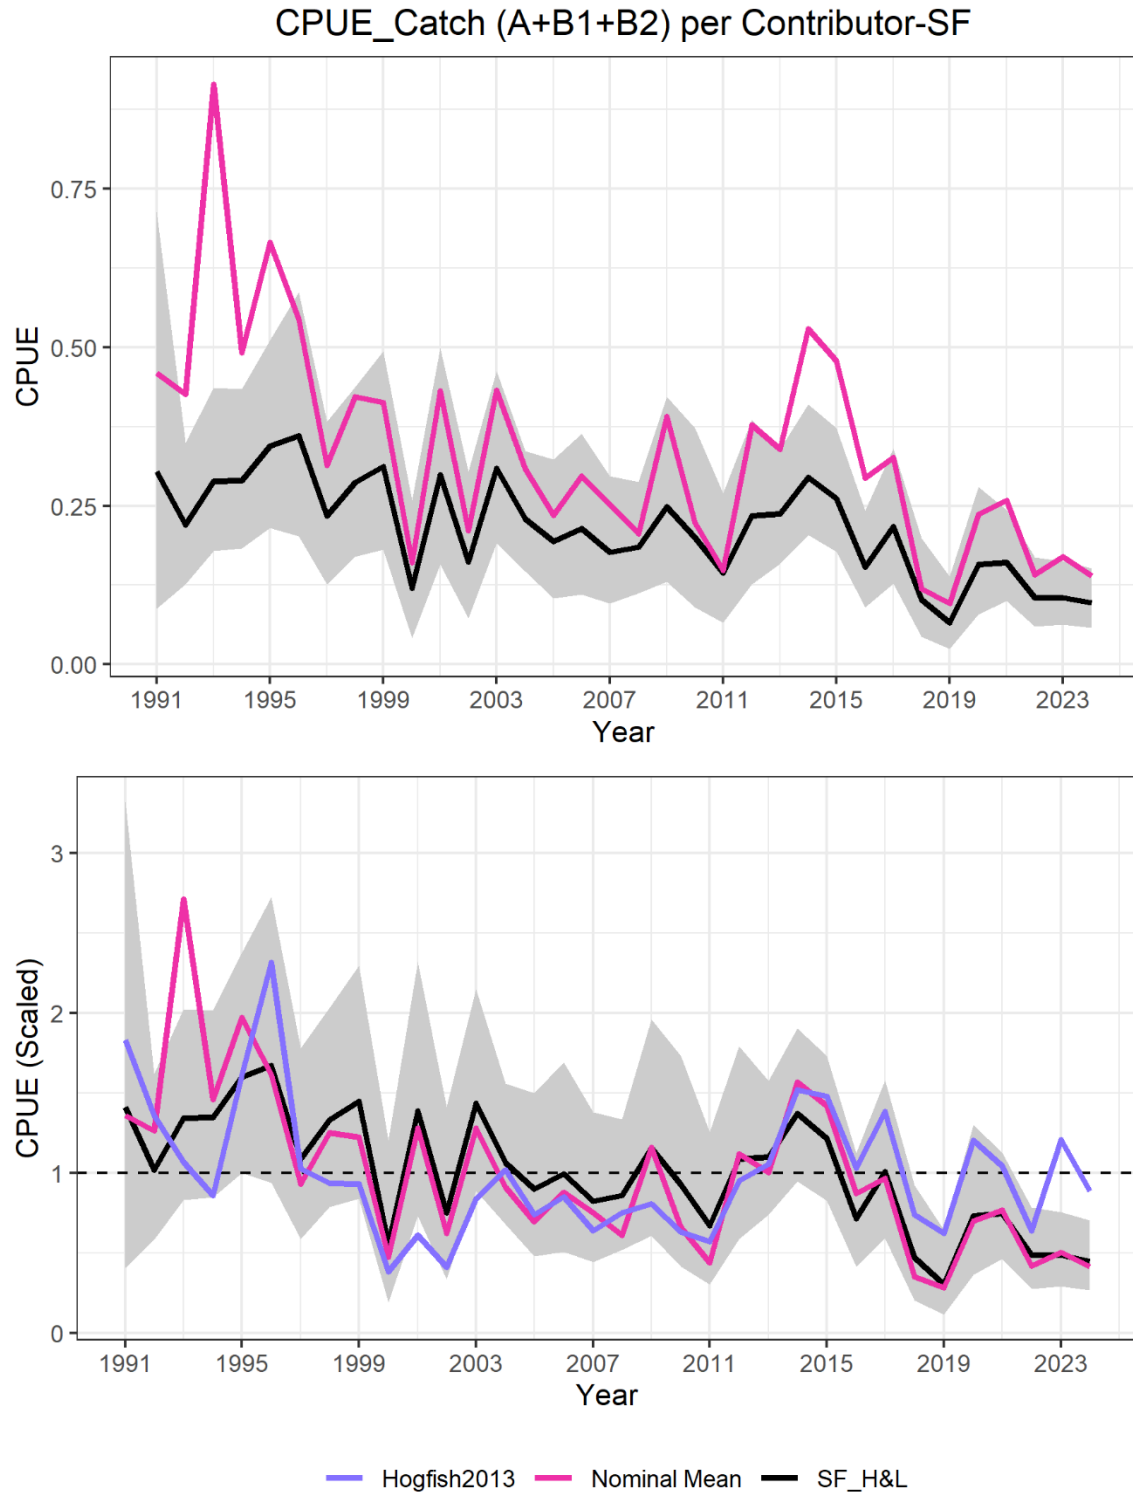 CPUE_Catch (A+B1+B2) per Contributor-SF
0.75
0.50
0.25
0.00
CPUE
1991 1995 1999 2003 2007 2011 2015 2019 2023
Year
3
2
1
0
CPUE (Scaled)
1991 1995 1999 2003 2007 2011 2015 2019 2023
Year
Hogfish2013 Nominal Mean SF_H&L